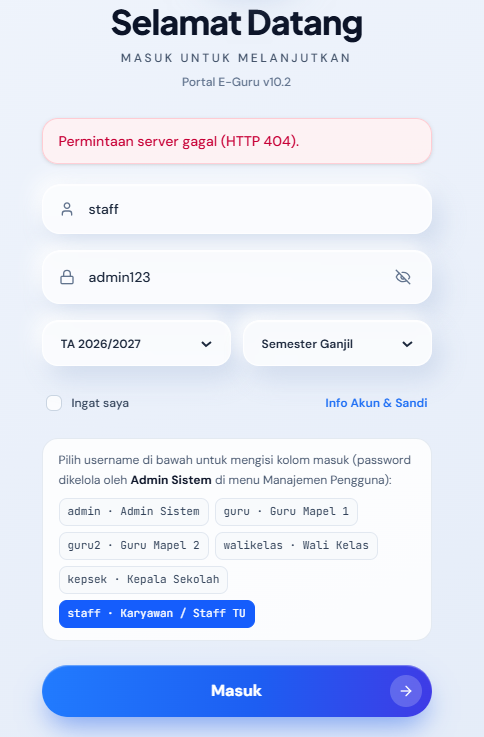 Selamat Datang
MASUK UNTUK MELANJUTKAN
Portal E-Guru v10.2
Permintaan server gagal (HTTP 404).
staff
admin123
TA 2026/2027 Semester Ganjil
Ingat saya Info Akun & Sandi
Pilih username di bawah untuk mengisi kolom masuk (password
dikelola oleh Admin Sistem di menu Manajemen Pengguna):
admin · Admin Sistem guru · Guru Mapel 1
guru2 · Guru Mapel 2 walikelas · Wali Kelas
kepsek · Kepala Sekolah
staff · Karyawan / Staff TU
Masuk